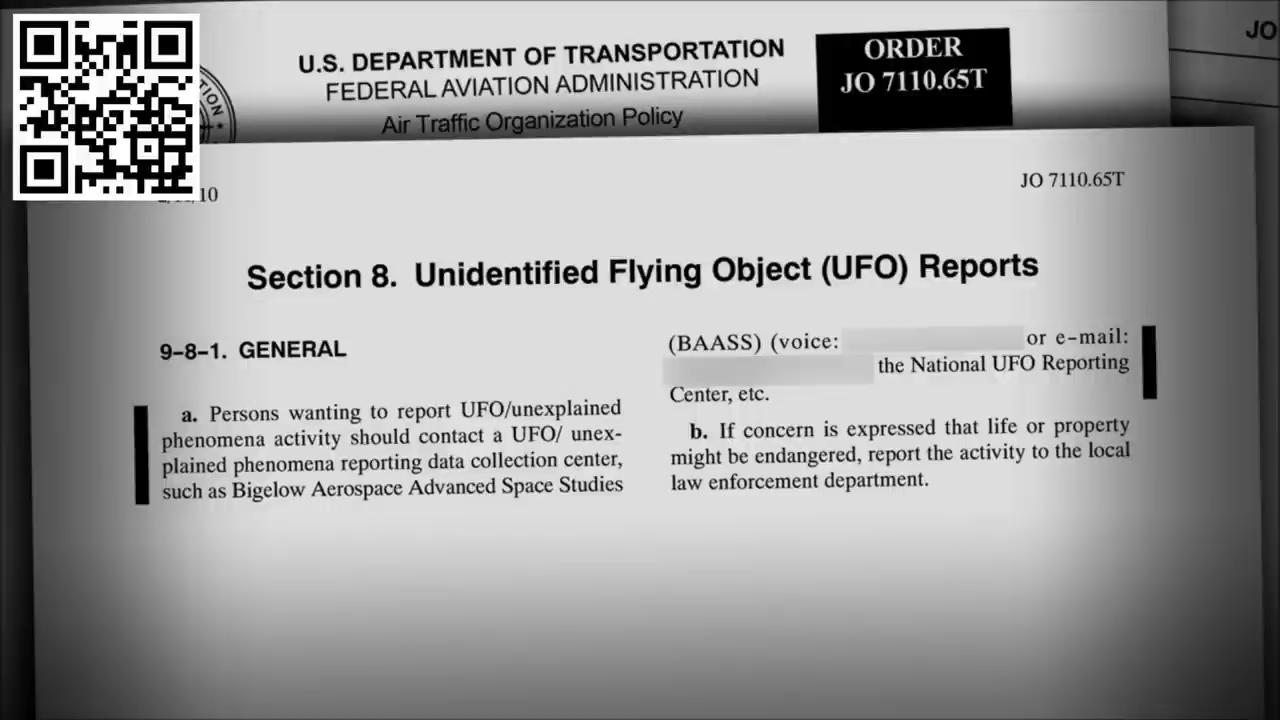 U.S. DEPARTMENT OF TRANSPORTATION
FEDERAL AVIATION ADMINISTRATION
Air Traffic Organization Policy
ORDER
JO 7110.65T
JO
TION
10
JO 7110.65T
Section 8. Unidentified Flying Object (UFO) Reports
9-8-1. GENERAL
a. Persons wanting to report UFO/unexplained
phenomena activity should contact a UFO/ unex-
plained phenomena reporting data collection center,
such as Bigelow Aerospace Advanced Space Studies
(BAASS) (voice: or e-mail:
the National UFO Reporting
Center, etc.
b. If concern is expressed that life or property
might be endangered, report the activity to the local
law enforcement department.